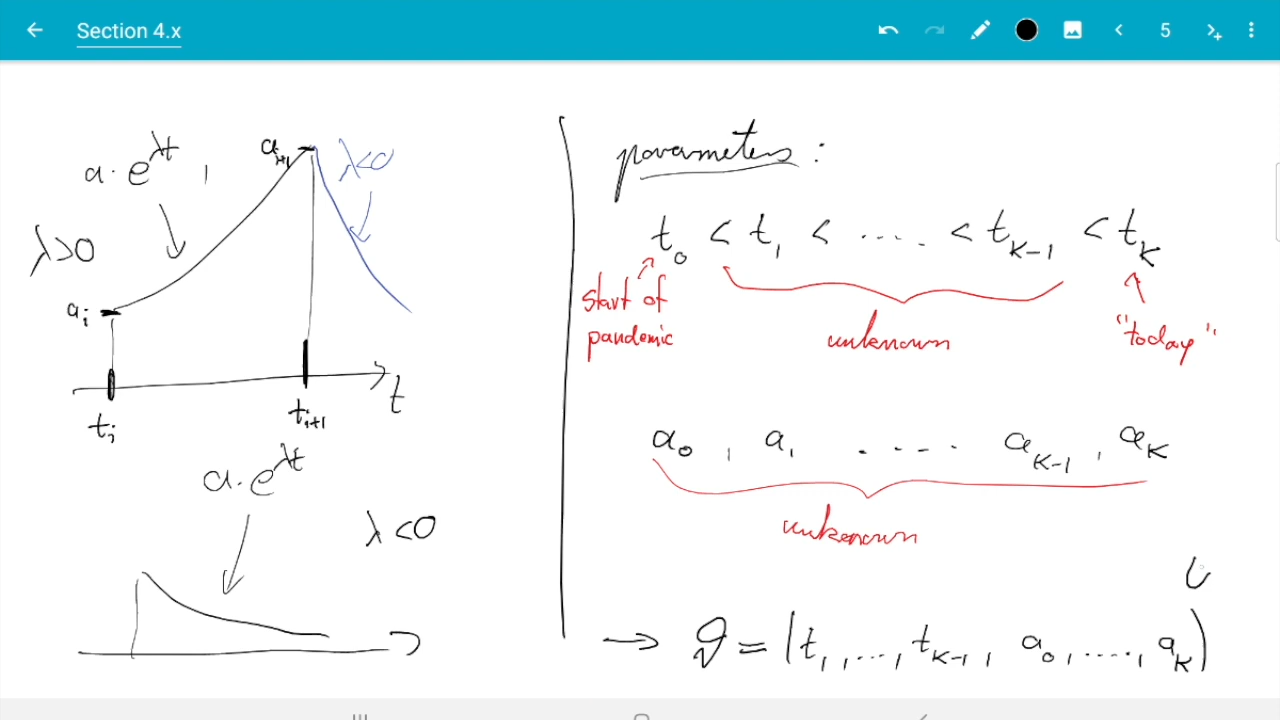 Section 4.x
5
a · e^{λt} ,
λ>0
a_{i+1}
λ<0
a_i
t_i
t_{i+1}
t
a · e^{λt}
λ<0
parameters :
t_0 < t_1 < ..... < t_{K-1} < t_K
start of
pandemic
unknown
"today"
a_0 , a_1 ..... a_{K-1} , a_K
unknown
→ ϑ = (t_1, ..., t_{K-1}, a_0, ....., a_K)